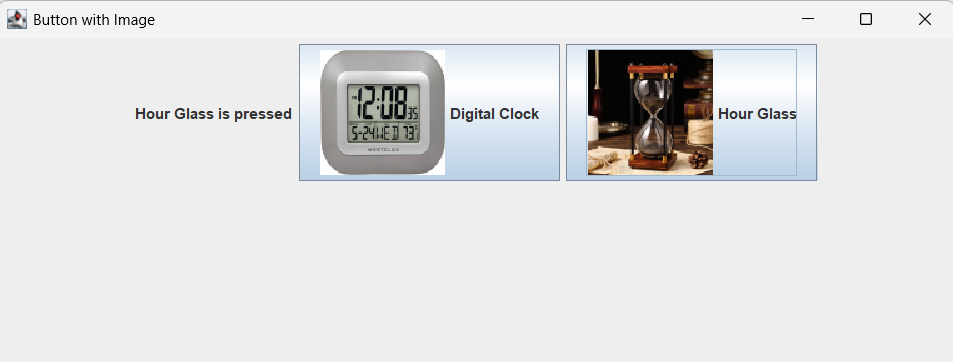 Button with Image
Hour Glass is pressed
12:08 35
5-24 WED 73°
WESTCLOX
Digital Clock
Hour Glass